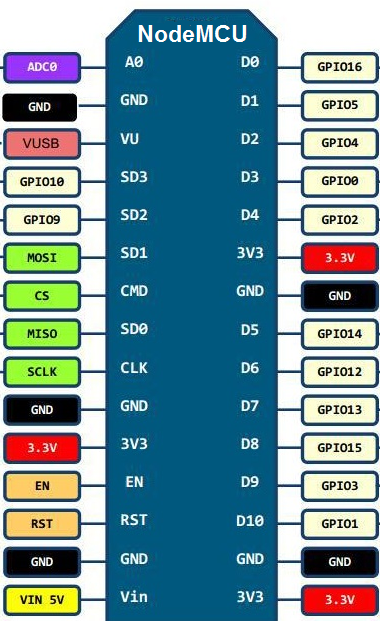 NodeMCU
ADC0 A0 D0 GPIO16
GND GND D1 GPIO5
VUSB VU D2 GPIO4
GPIO10 SD3 D3 GPIO0
GPIO9 SD2 D4 GPIO2
MOSI SD1 3V3 3.3V
CS CMD GND GND
MISO SD0 D5 GPIO14
SCLK CLK D6 GPIO12
GND GND D7 GPIO13
3.3V 3V3 D8 GPIO15
EN EN D9 GPIO3
RST RST D10 GPIO1
GND GND GND GND
VIN 5V Vin 3V3 3.3V